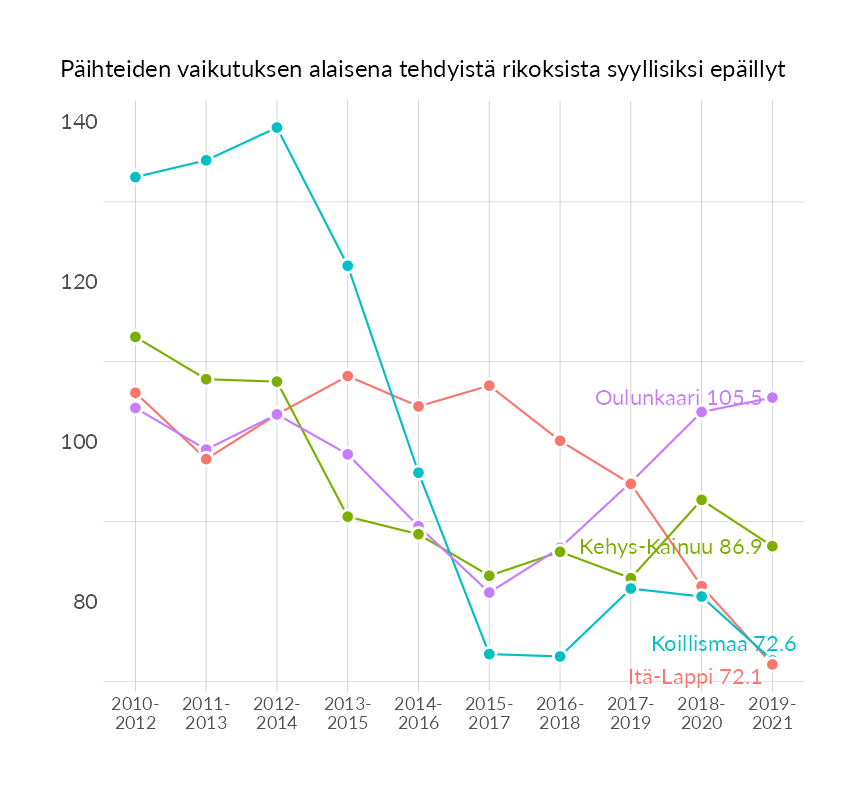 Päihteiden vaikutuksen alaisena tehdyistä rikoksista syyllisiksi epäillyt
140
120
100
80
Oulunkaari 105.5
Kehys-Kainuu 86.9
Koillismaa 72.6
Itä-Lappi 72.1
2010- 2011- 2012- 2013- 2014- 2015- 2016- 2017- 2018- 2019-
2012 2013 2014 2015 2016 2017 2018 2019 2020 2021